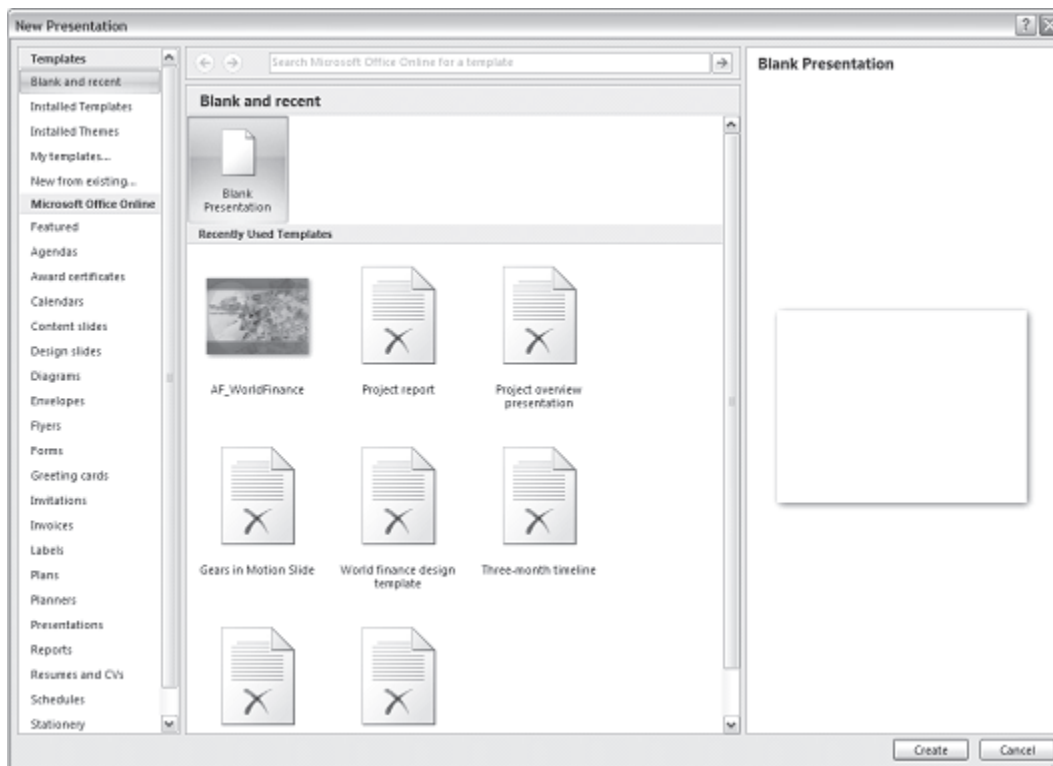 New Presentation
Templates
Blank and recent
Installed Templates
Installed Themes
My templates...
New from existing...
Microsoft Office Online
Featured
Agendas
Award certificates
Calendars
Content slides
Design slides
Diagrams
Envelopes
Flyers
Forms
Greeting cards
Invitations
Invoices
Labels
Plans
Planners
Presentations
Reports
Resumes and CVs
Schedules
Stationery
Search Microsoft Office Online for a template
Blank and recent
Blank
Presentation
Recently Used Templates
AF_WorldFinance
Project report
Project overview
presentation
Gears in Motion Slide
World finance design
template
Three-month timeline
Blank Presentation
Create
Cancel